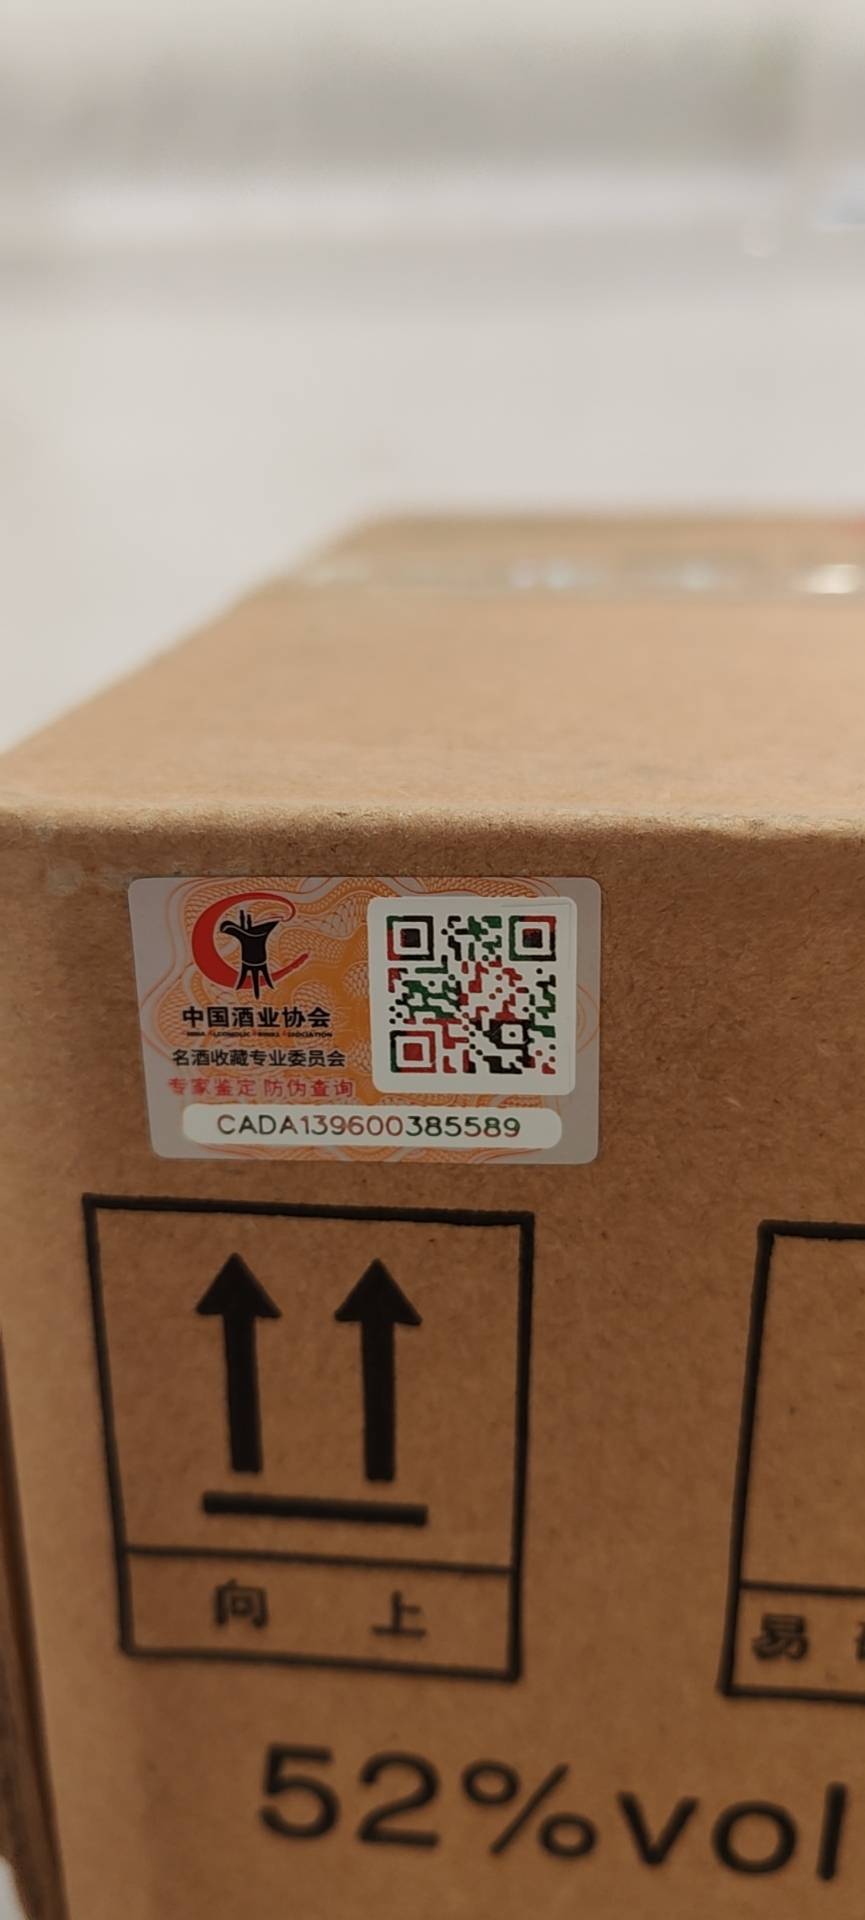 中国酒业协会
名酒收藏专业委员会
专家鉴定 防伪查询
CADA139600385589
向上
易
52%vol